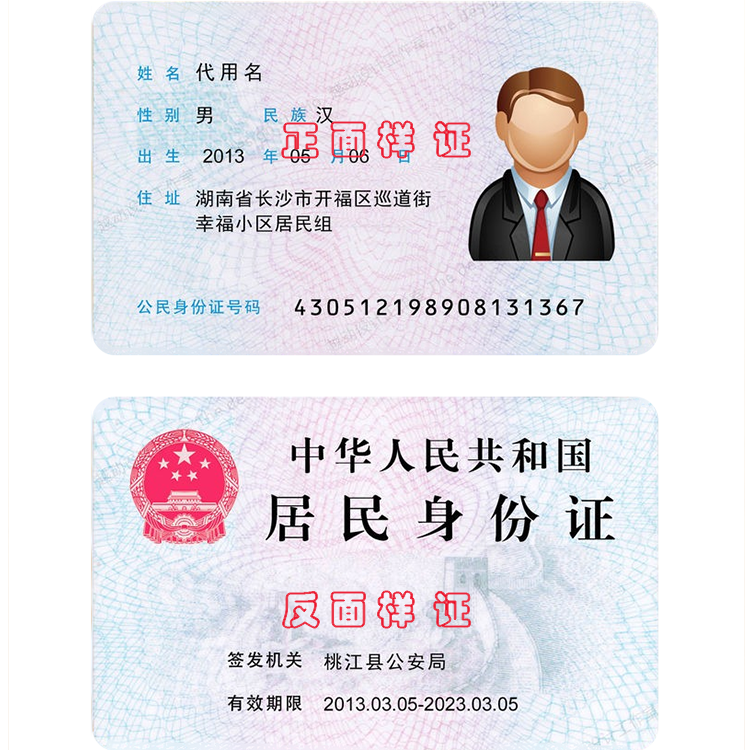 姓名 代用名
性别 男 民族 汉
正面样证
出生 2013 年 05 月 06 日
住址 湖南省长沙市开福区巡道街
幸福小区居民组
公民身份证号码 430512198908131367
中华人民共和国
居民身份证
反面样证
签发机关 桃江县公安局
有效期限 2013.03.05-2023.03.05